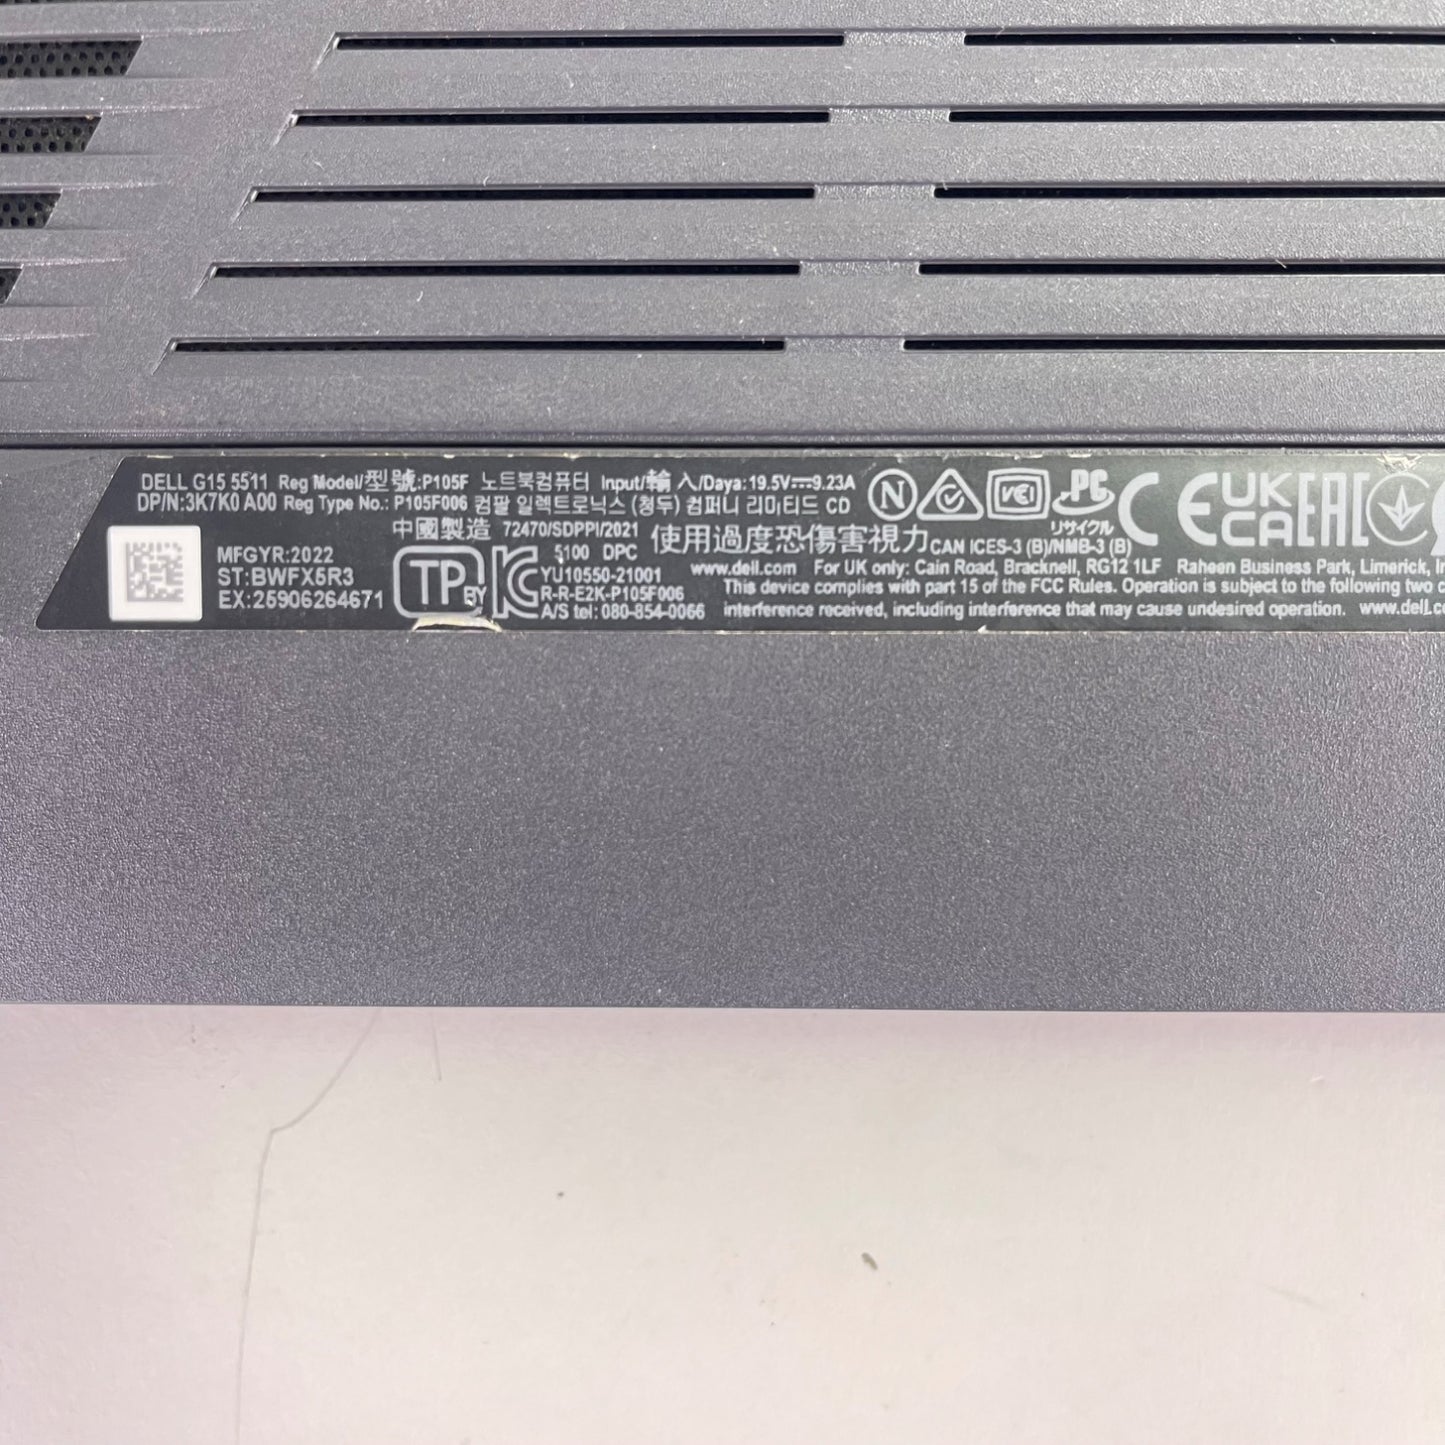 DELL G15 5511 Reg Model/型號:P105F 노트북컴퓨터 Input/輸入/Daya: 19.5V⎓9.23A
DP/N:3K7K0 A00 Reg Type No.: P105F006 컴팔 일렉트로닉스 (청두) 컴퍼니 리미티드 CD
N
VCI
PC
リサイクル
CE
UK
CA
EAC
中國製造 72470/SDPPI/2021 使用過度恐傷害視力 CAN ICES-3 (B)/NMB-3 (B)
MFGYR:2022
ST:BWFX5R3
EX:25906264671
TP
BY
5100 DPC
YU10550-21001
R-R-E2K-P105F006
A/S tel: 080-854-0066
www.dell.com For UK only: Cain Road, Bracknell, RG12 1LF Raheen Business Park, Limerick,
This device complies with part 15 of the FCC Rules. Operation is subject to the following two
interference received, including interference that may cause undesired operation. www.dell.